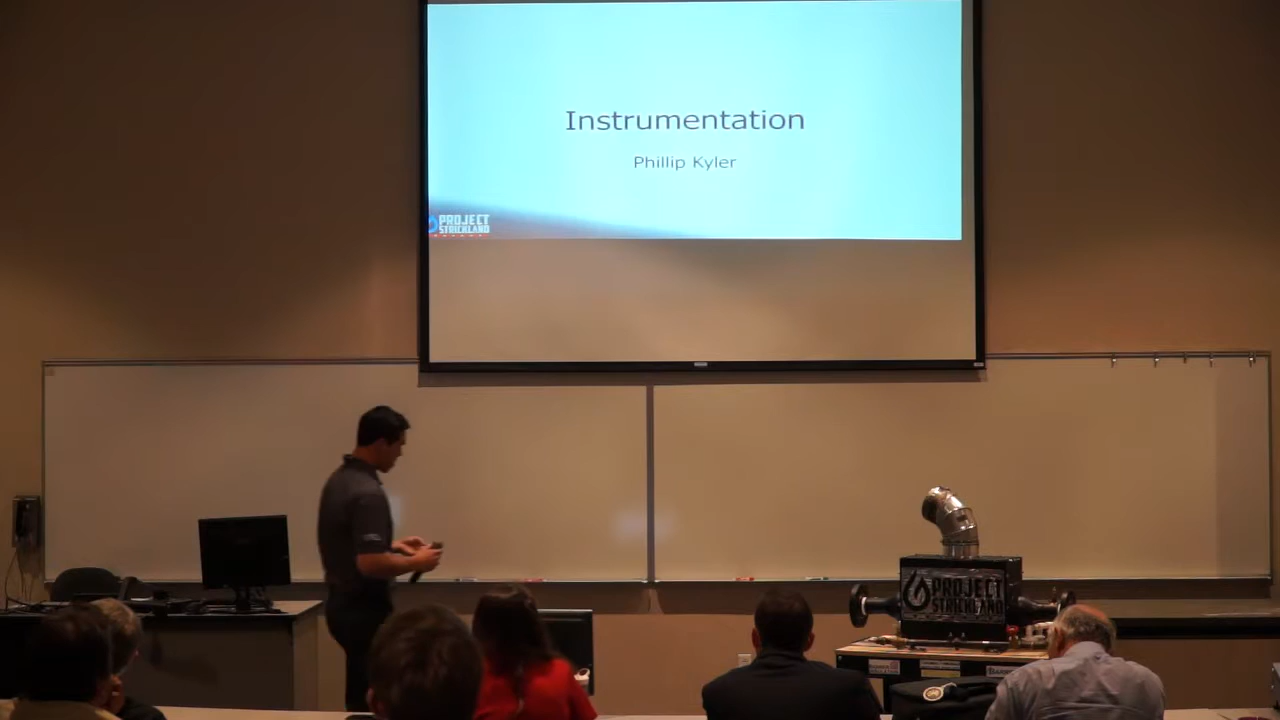 Instrumentation
Phillip Kyler
PROJECT
STRICKLAND
PROJECT
STRICKLAND